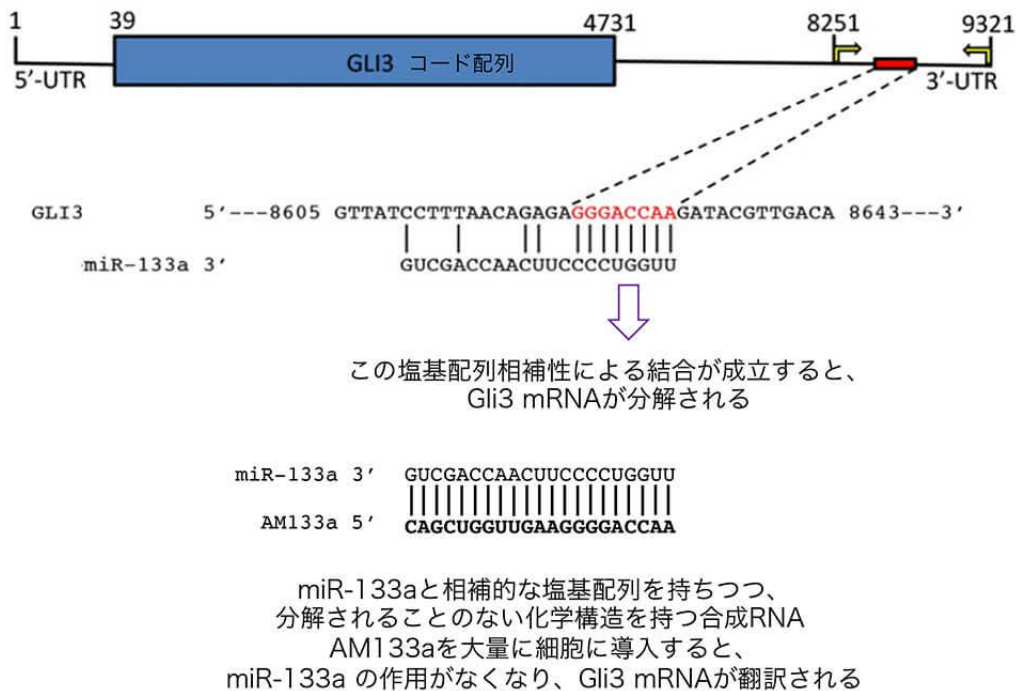 1 39 4731 8251 9321
GLI3 コード配列
5′-UTR 3′-UTR
GLI3 5′---8605 GTTATCCTTTAACAGAGAGGGACCAAGATACGTTGACA 8643---3′
miR-133a 3′ GUCGACCAACUUCCCCUGGUU
この塩基配列相補性による結合が成立すると、
Gli3 mRNAが分解される
miR-133a 3′ GUCGACCAACUUCCCCUGGUU
AM133a 5′ CAGCUGGUUGAAGGGGACCAA
miR-133aと相補的な塩基配列を持ちつつ、
分解されることのない化学構造を持つ合成RNA
AM133aを大量に細胞に導入すると、
miR-133a の作用がなくなり、Gli3 mRNAが翻訳される